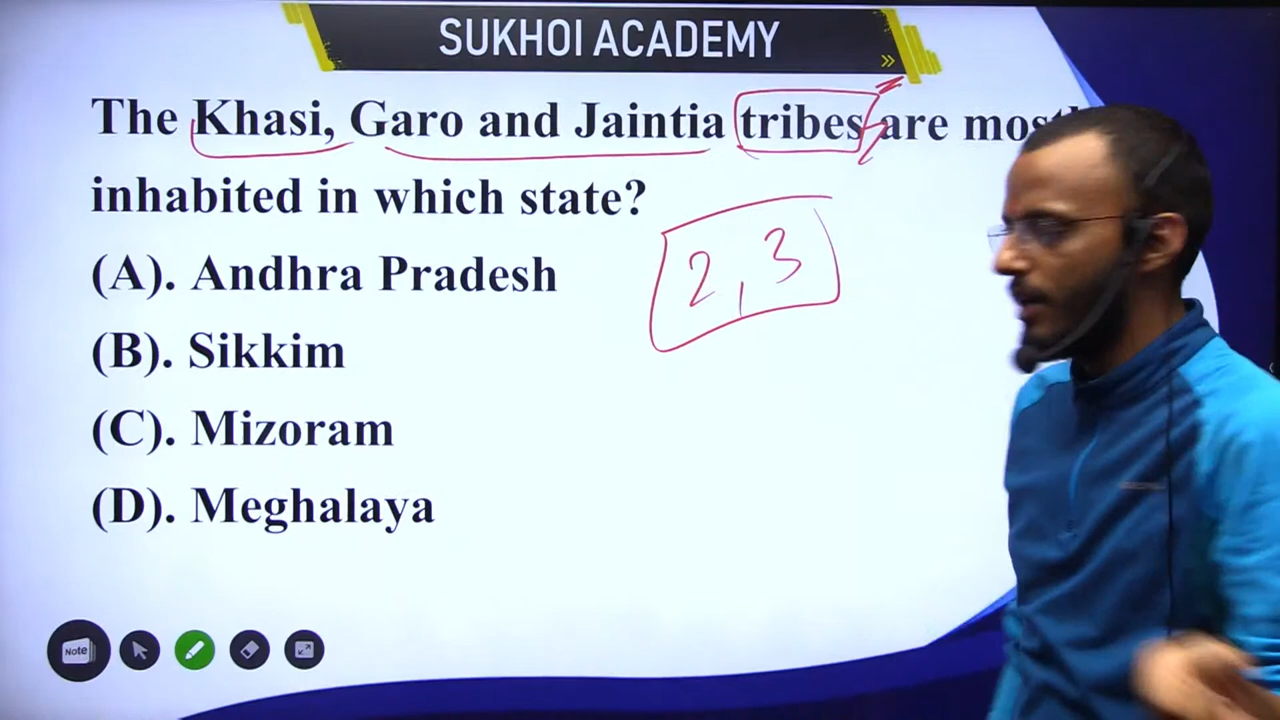 SUKHOI ACADEMY
The Khasi, Garo and Jaintia tribes are
inhabited in which state?
2, 3
(A). Andhra Pradesh
(B). Sikkim
(C). Mizoram
(D). Meghalaya
Note